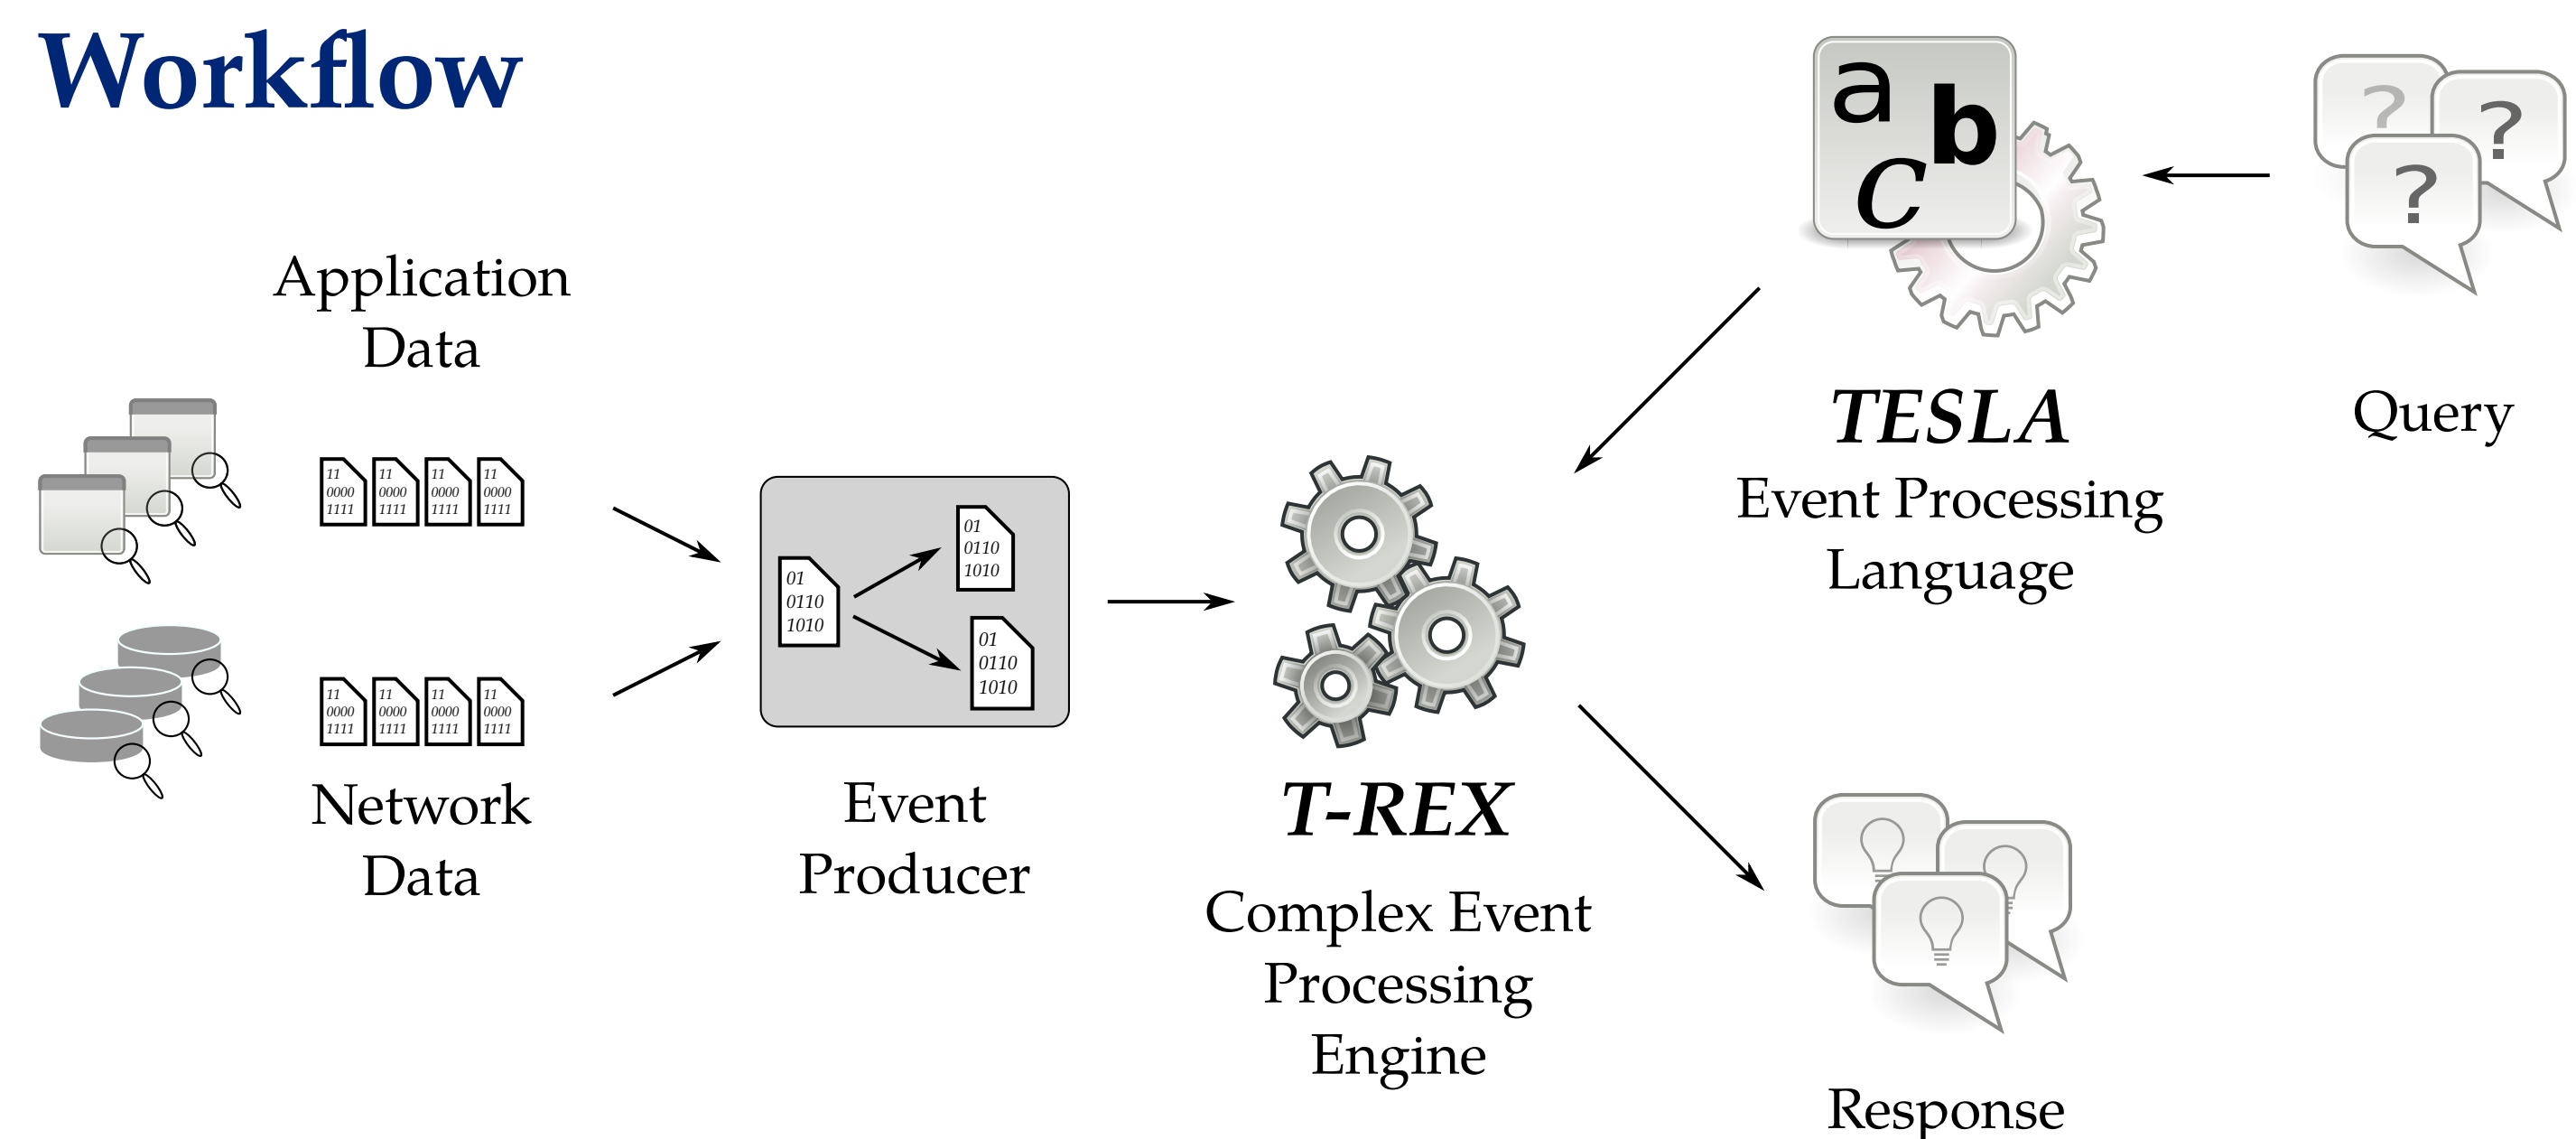 Workflow
a
b
c
?
?
?
Application
Data
11
0000
1111
11
0000
1111
11
0000
1111
11
0000
1111
11
0000
1111
11
0000
1111
11
0000
1111
11
0000
1111
Network
Data
01
0110
1010
01
0110
1010
01
0110
1010
Event
Producer
T-REX
Complex Event
Processing
Engine
TESLA
Event Processing
Language
Query
Response